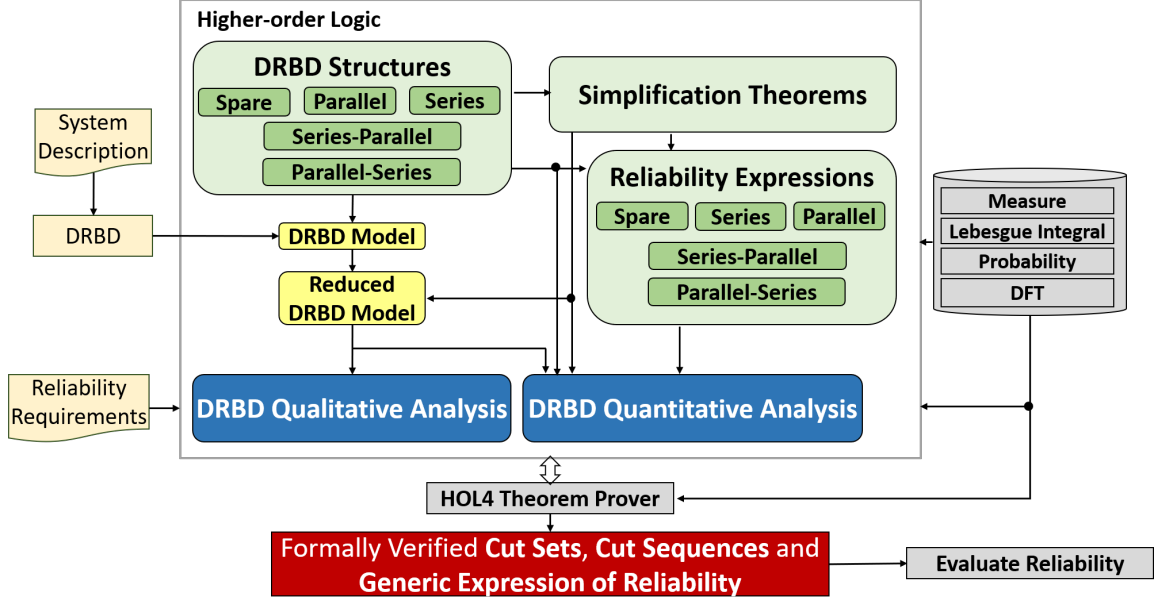 Higher-order Logic
DRBD Structures
Spare
Parallel
Series
Series-Parallel
Parallel-Series
Simplification Theorems
System
Description
DRBD
DRBD Model
Reduced
DRBD Model
Reliability Expressions
Spare
Series
Parallel
Series-Parallel
Parallel-Series
Measure
Lebesgue Integral
Probability
DFT
Reliability
Requirements
DRBD Qualitative Analysis
DRBD Quantitative Analysis
HOL4 Theorem Prover
Formally Verified Cut Sets, Cut Sequences and
Generic Expression of Reliability
Evaluate Reliability